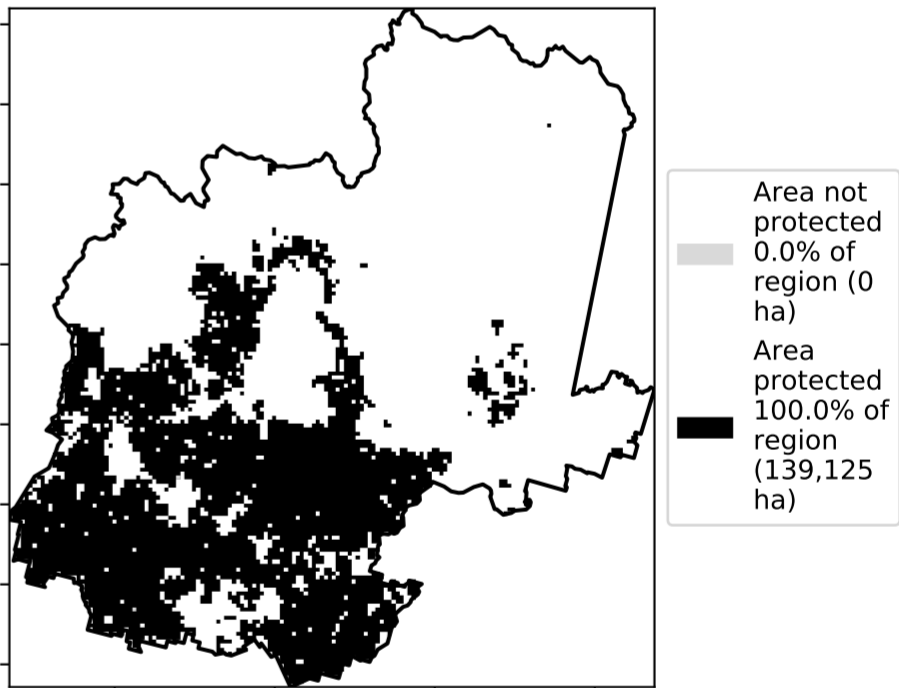 Area not
protected
0.0% of
region (0
ha)
Area
protected
100.0% of
region
(139,125
ha)